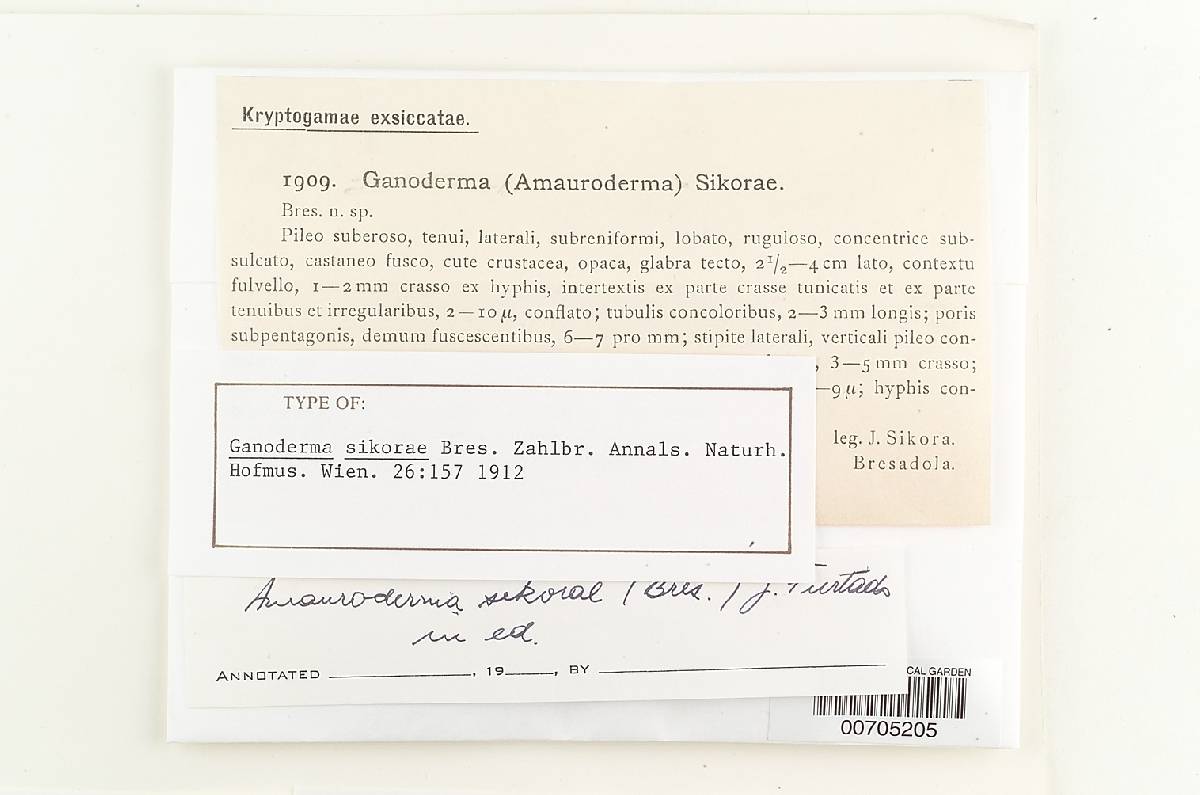 Kryptogamae exsiccatae.
1909. Ganoderma (Amauroderma) Sikorae.
Bres. n. sp.
Pileo suberoso, tenui, laterali, subreniformi, lobato, ruguloso, concentrice sub-
sulcato, castaneo fusco, cute crustacea, opaca, glabra tecto, 2 1/2—4 cm lato, contextu
fulvello, 1—2 mm crasso ex hyphis, intertextis ex parte crasse tunicatis et ex parte
tenuibus et irregularibus, 2—10 µ, conflato; tubulis concoloribus, 2—3 mm longis; poris
subpentagonis, demum fuscescentibus, 6—7 pro mm; stipite laterali, verticali pileo con-
, 3—5 mm crasso;
—9 µ; hyphis con-
leg. J. Sikora.
Bresadola.
TYPE OF:
Ganoderma sikorae Bres. Zahlbr. Annals. Naturh.
Hofmus. Wien. 26:157 1912
Amauroderma sikorae (Bres.) J. Furtado
in ed.
ANNOTATED ______, 19____, BY ______
CAL GARDEN
00705205